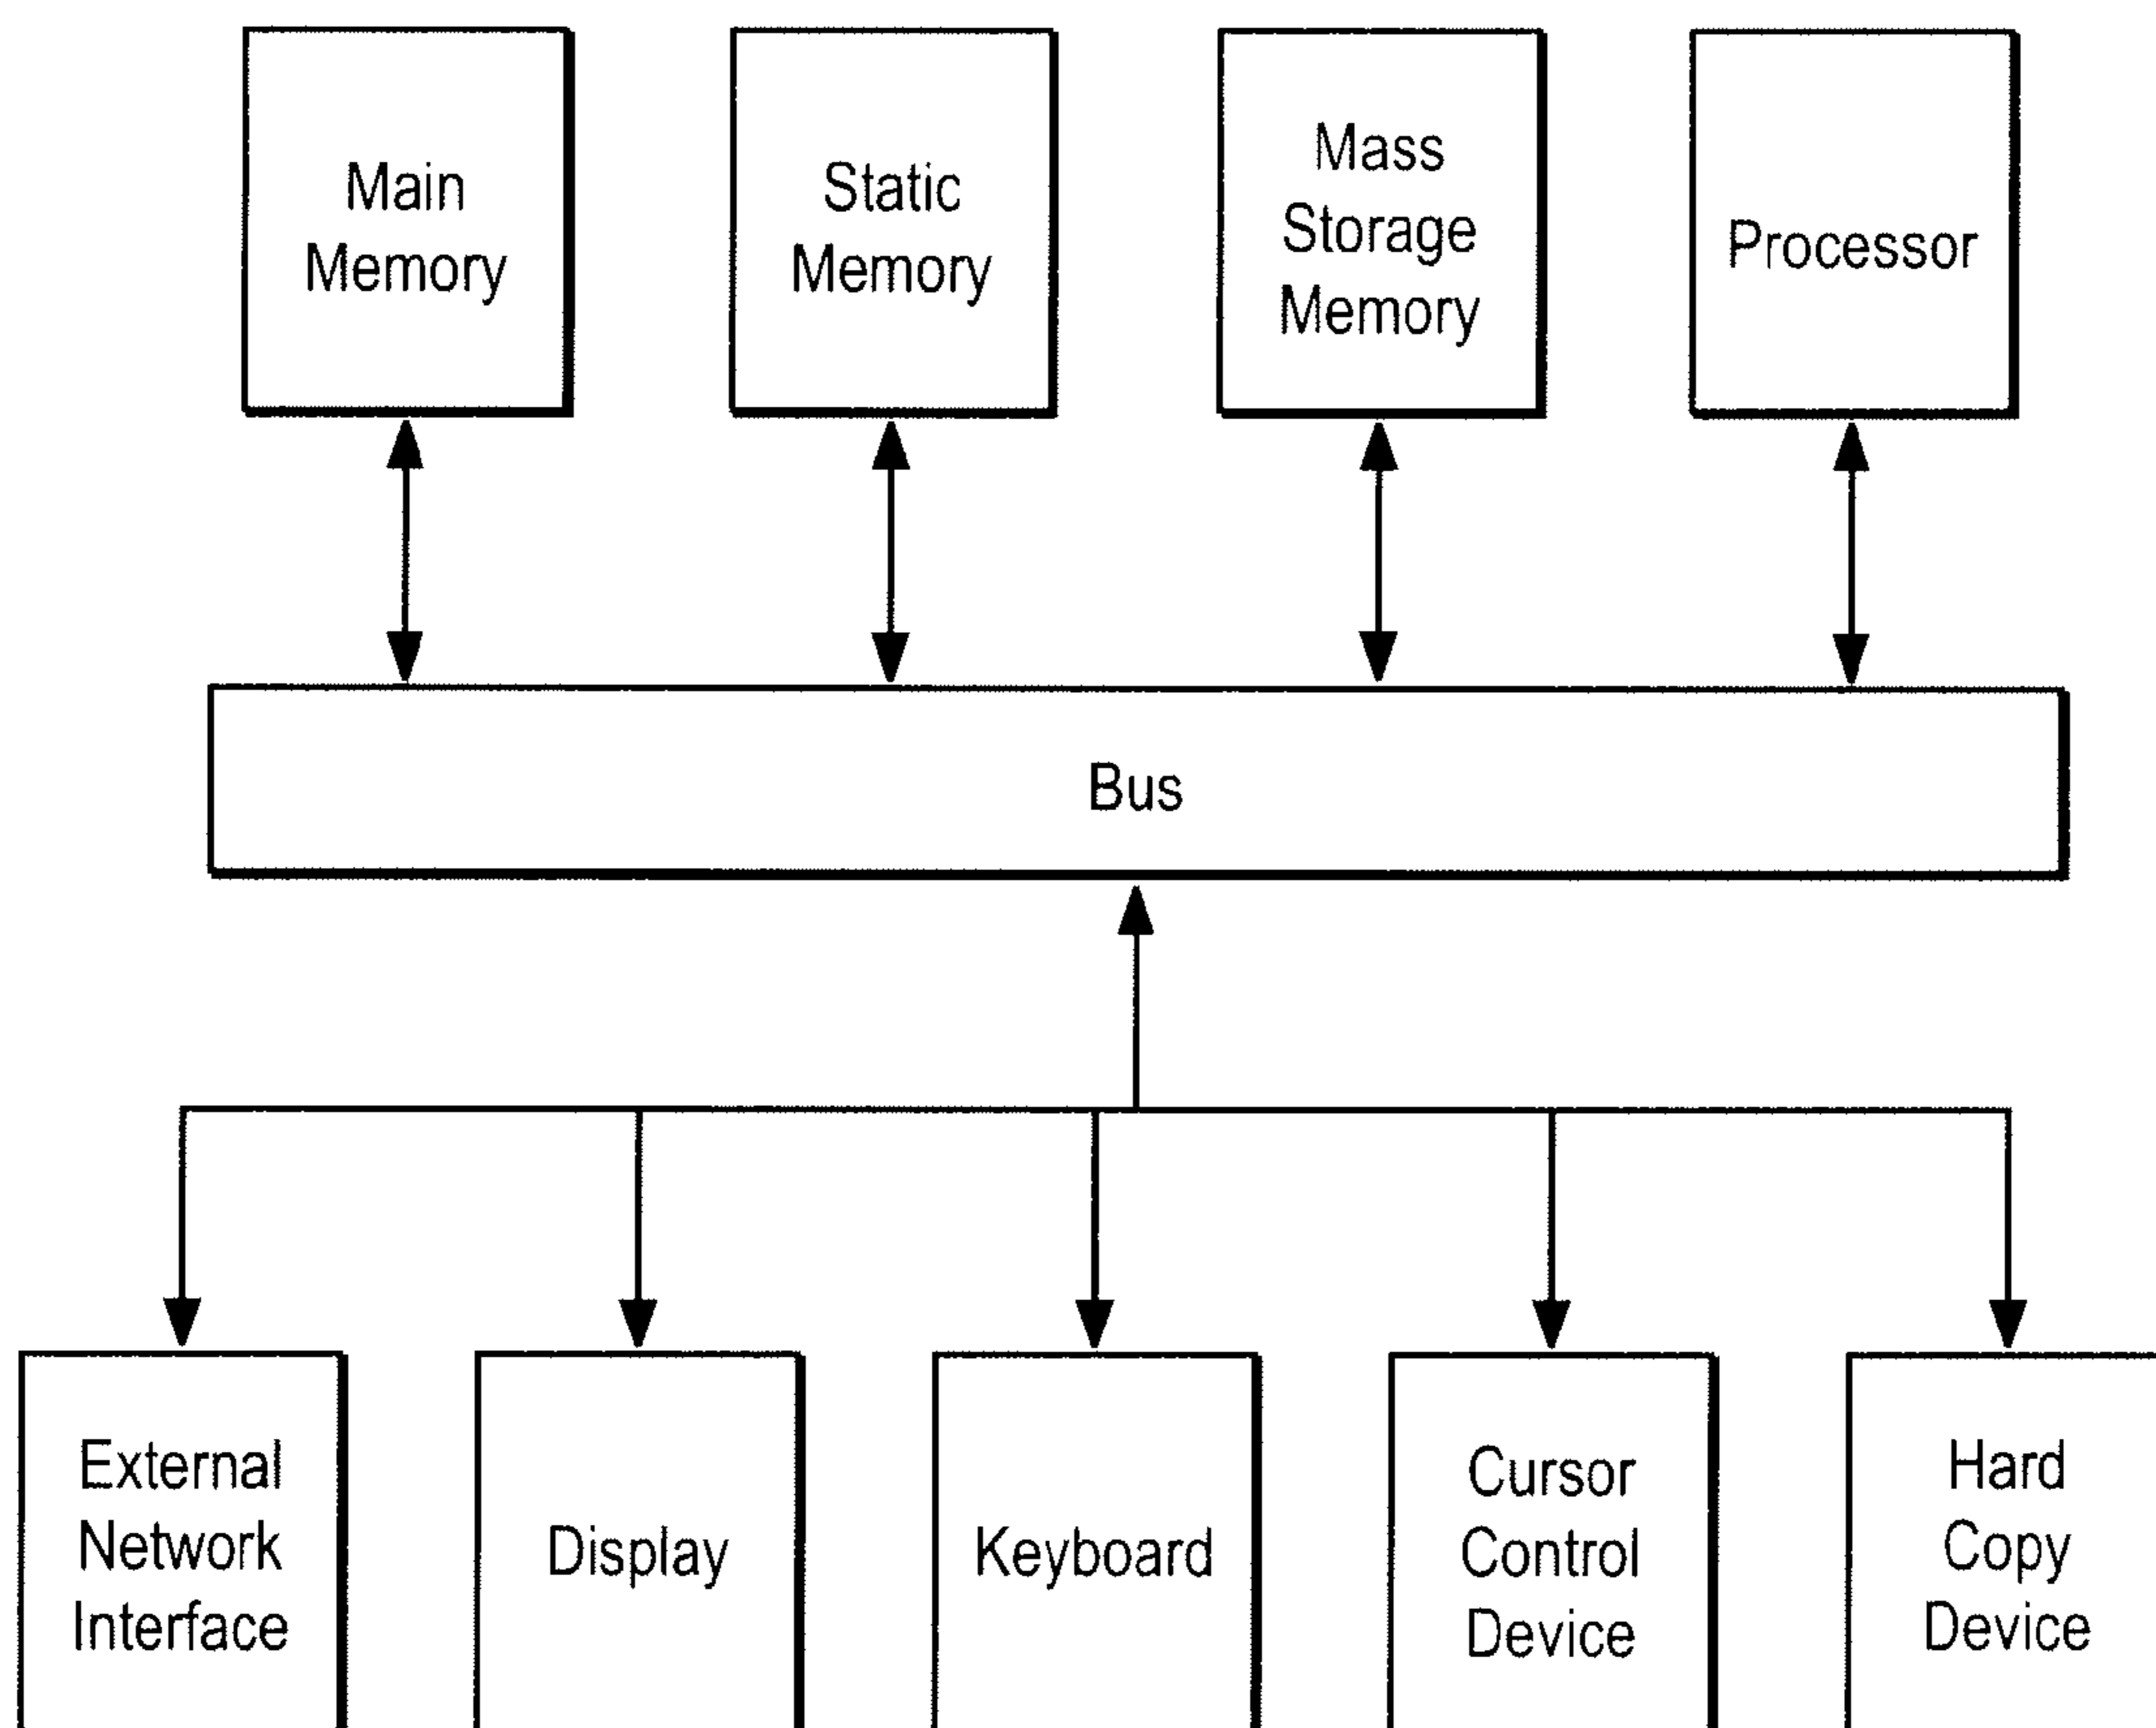 Main
Memory
Static
Memory
Mass
Storage
Memory
Processor
Bus
External
Network
Interface
Display
Keyboard
Cursor
Control
Device
Hard
Copy
Device